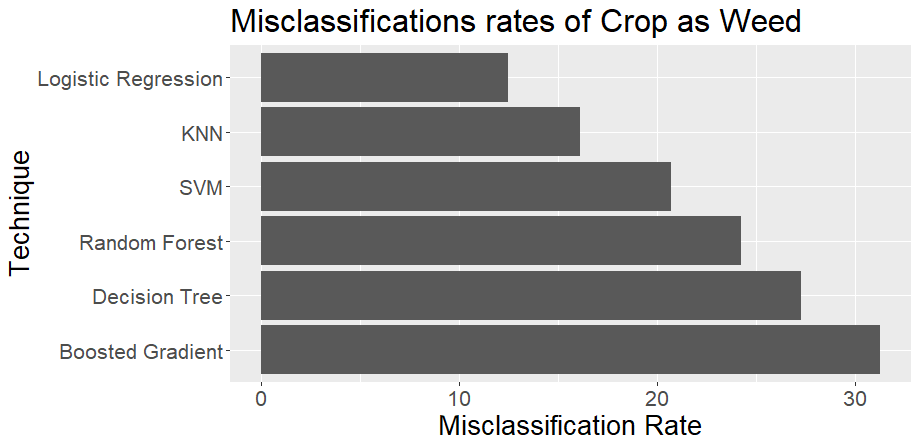 Misclassifications rates of Crop as Weed
Technique
Logistic Regression
KNN
SVM
Random Forest
Decision Tree
Boosted Gradient
0 10 20 30
Misclassification Rate